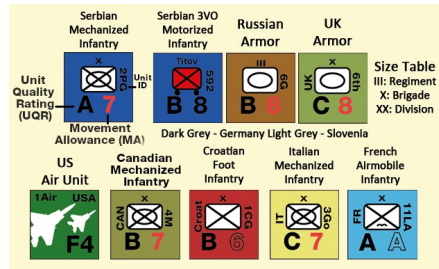 Serbian
Mechanized
Infantry
Serbian 3VO
Motorized
Infantry
Russian
Armor
UK
Armor
Size Table
III: Regiment
X: Brigade
XX: Division
Unit
Quality
Rating
(UQR)
X
2PG
A 7
Unit
ID
Titov
592
B 8
III
6G
B 8
X
UK
6th
C 8
Movement
Allowance (MA)
Dark Grey - Germany Light Grey - Slovenia
US
Air Unit
Canadian
Mechanized
Infantry
Croatian
Foot
Infantry
Italian
Mechanized
Infantry
French
Airmobile
Infantry
1Air USA
F4
X
CAN
4M
B 7
X
Croat
1CG
B 6
X
IT
3Go
C 7
X
FR
11LA
A A